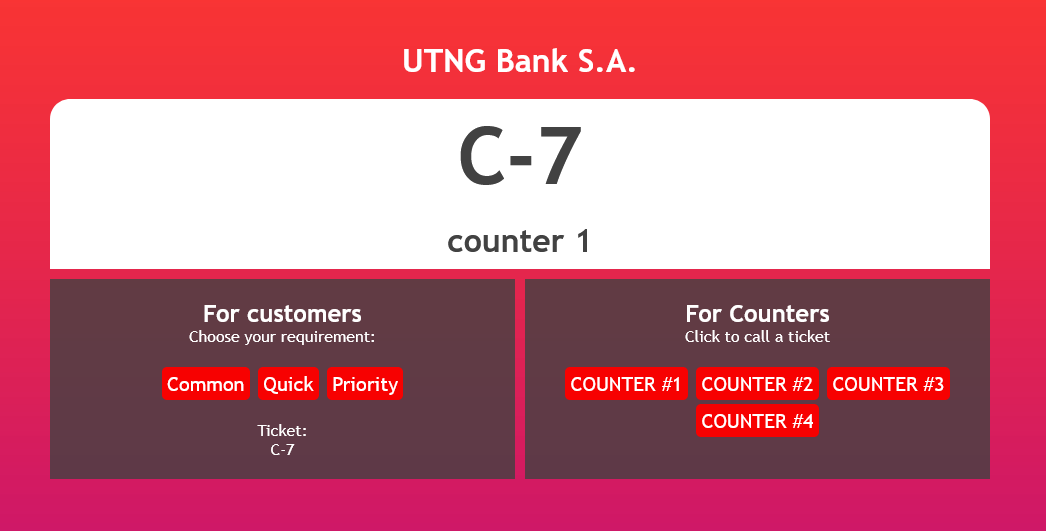 UTNG Bank S.A.
C-7
counter 1
For customers
Choose your requirement:
Common Quick Priority
Ticket:
C-7
For Counters
Click to call a ticket
COUNTER #1 COUNTER #2 COUNTER #3
COUNTER #4